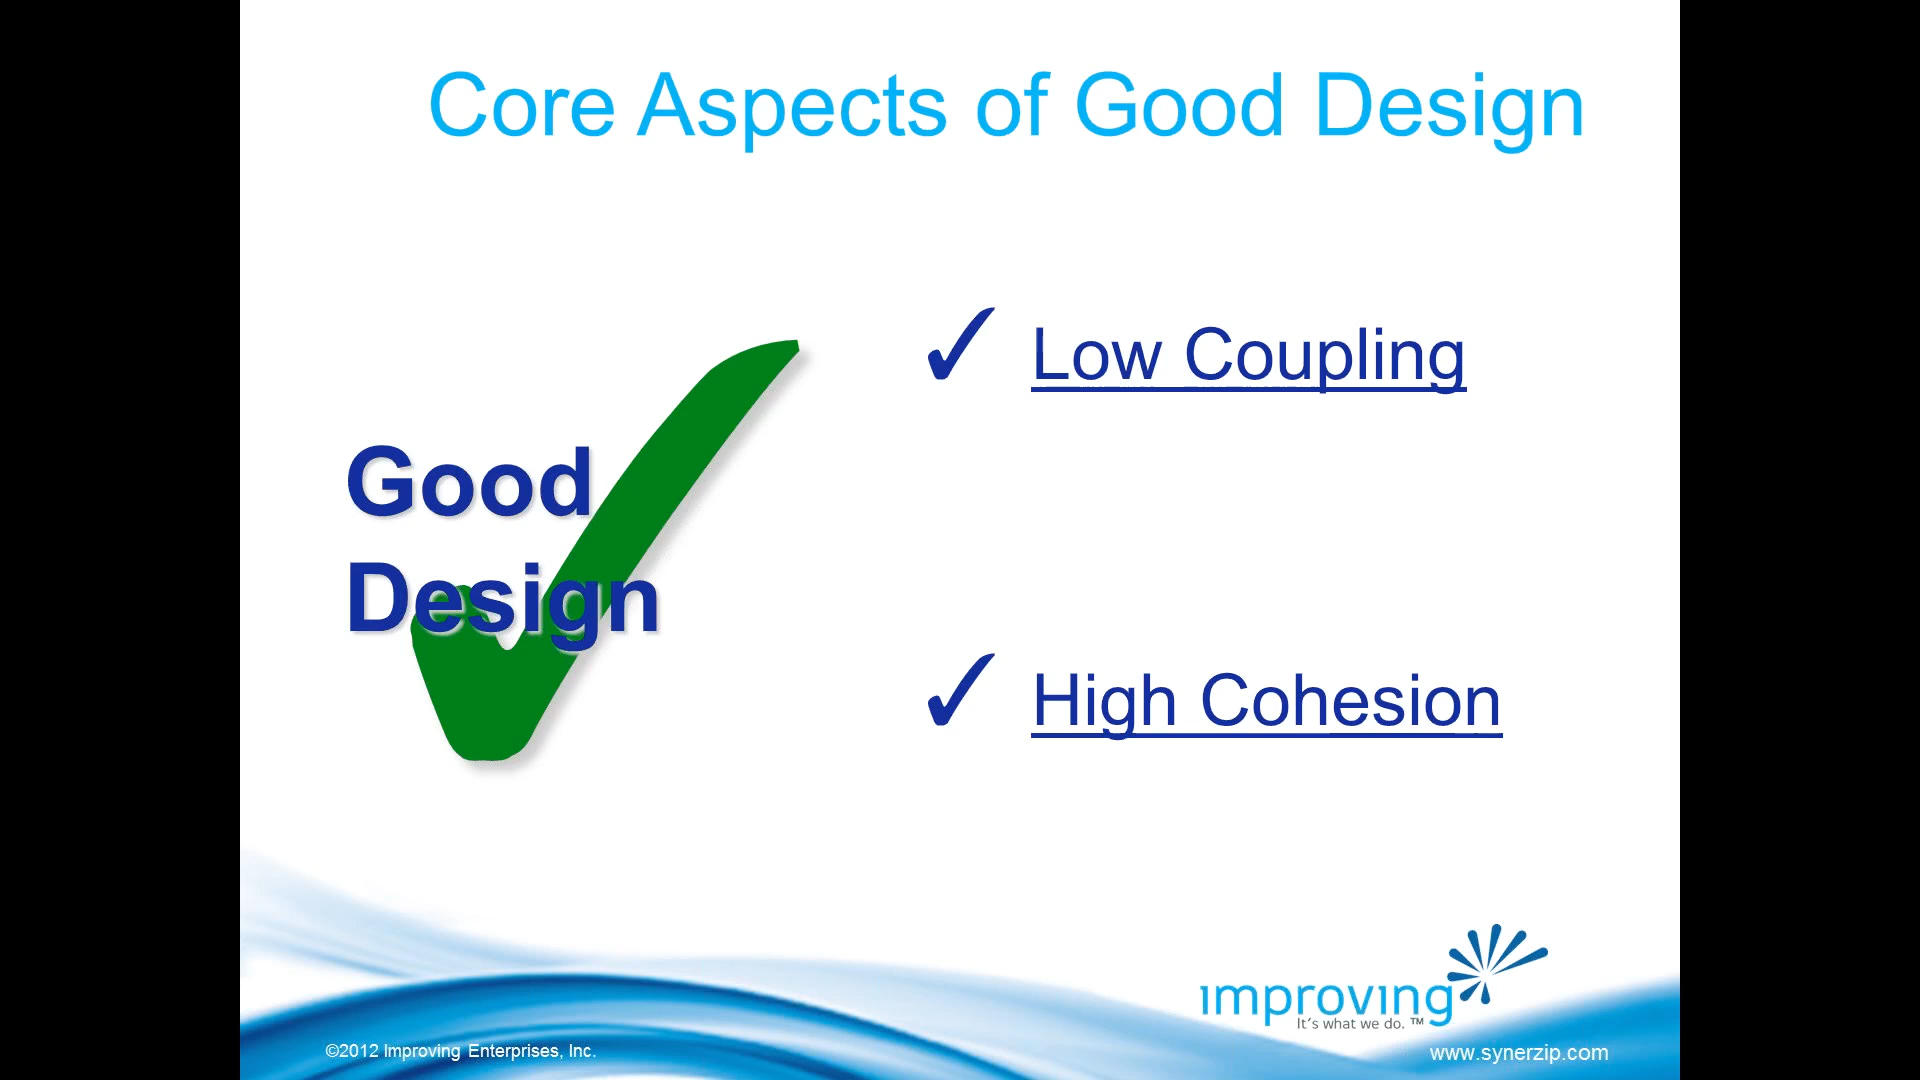 Core Aspects of Good Design
Good
Design
✓ Low Coupling
✓ High Cohesion
improving
It's what we do. ™
©2012 Improving Enterprises, Inc.
www.synerzip.com